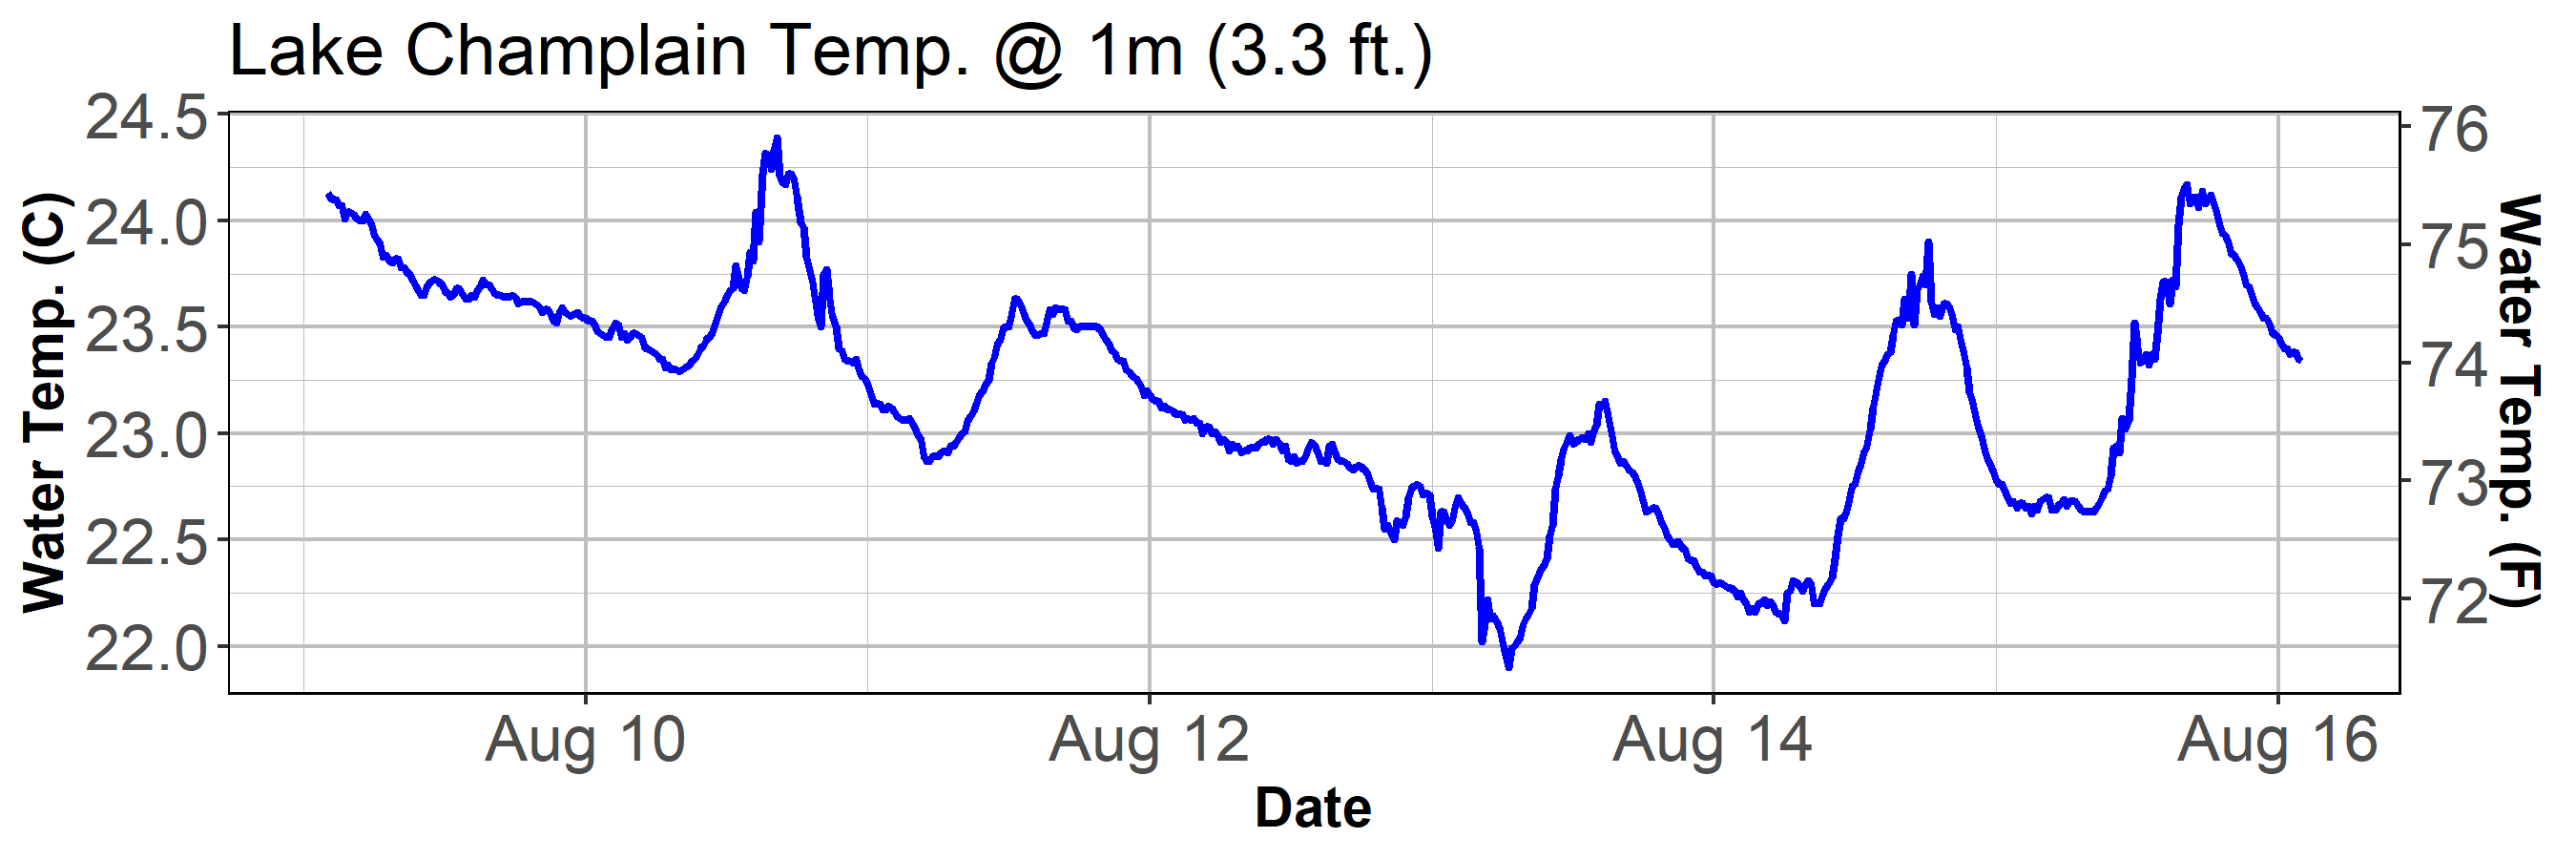 Lake Champlain Temp. @ 1m (3.3 ft.)
Water Temp. (C)
24.5
24.0
23.5
23.0
22.5
22.0
76
75
74
73
72
Water Temp. (F)
Aug 10
Aug 12
Aug 14
Aug 16
Date